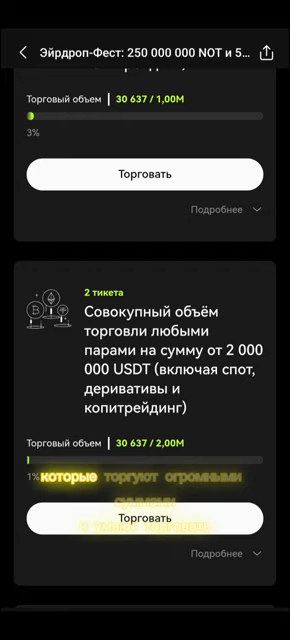 Эйрдроп-Фест: 250 000 000 NOT и 5...
Торговый объем | 30 637 / 1,00M
3%
Торговать
Подробнее
2 тикета
Совокупный объём
торговли любыми
парами на сумму от 2 000
000 USDT (включая спот,
деривативы и
копитрейдинг)
Торговый объем | 30 637 / 2,00M
1% которые торгуют огромными
суммами
Торговать
Подробнее